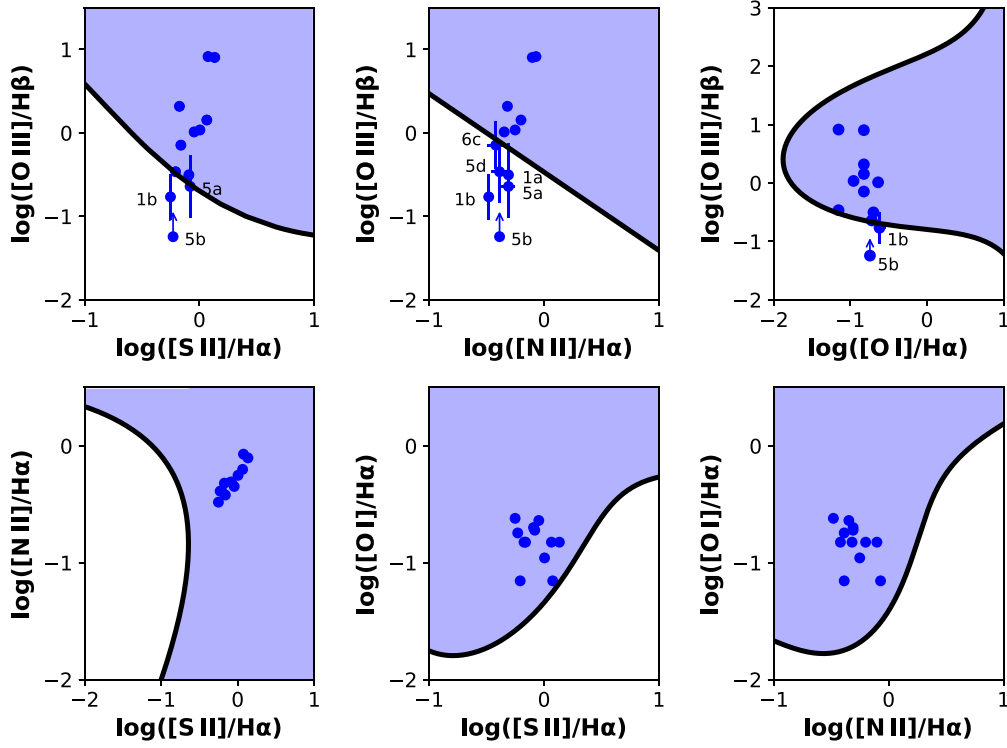 log([O III]/Hβ)
1
0
−1
−2
1b
5a
5b
−1
0
1
log([S II]/Hα)
log([O III]/Hβ)
1
0
−1
−2
6c
5d
1a
5a
1b
5b
−1
0
1
log([N II]/Hα)
log([O III]/Hβ)
3
2
1
0
−1
−2
1b
5b
−2
−1
0
1
log([O I]/Hα)
log([N II]/Hα)
0
−1
−2
−2
−1
0
1
log([S II]/Hα)
log([O I]/Hα)
0
−1
−2
−1
0
1
log([S II]/Hα)
log([O I]/Hα)
0
−1
−2
−1
0
1
log([N II]/Hα)